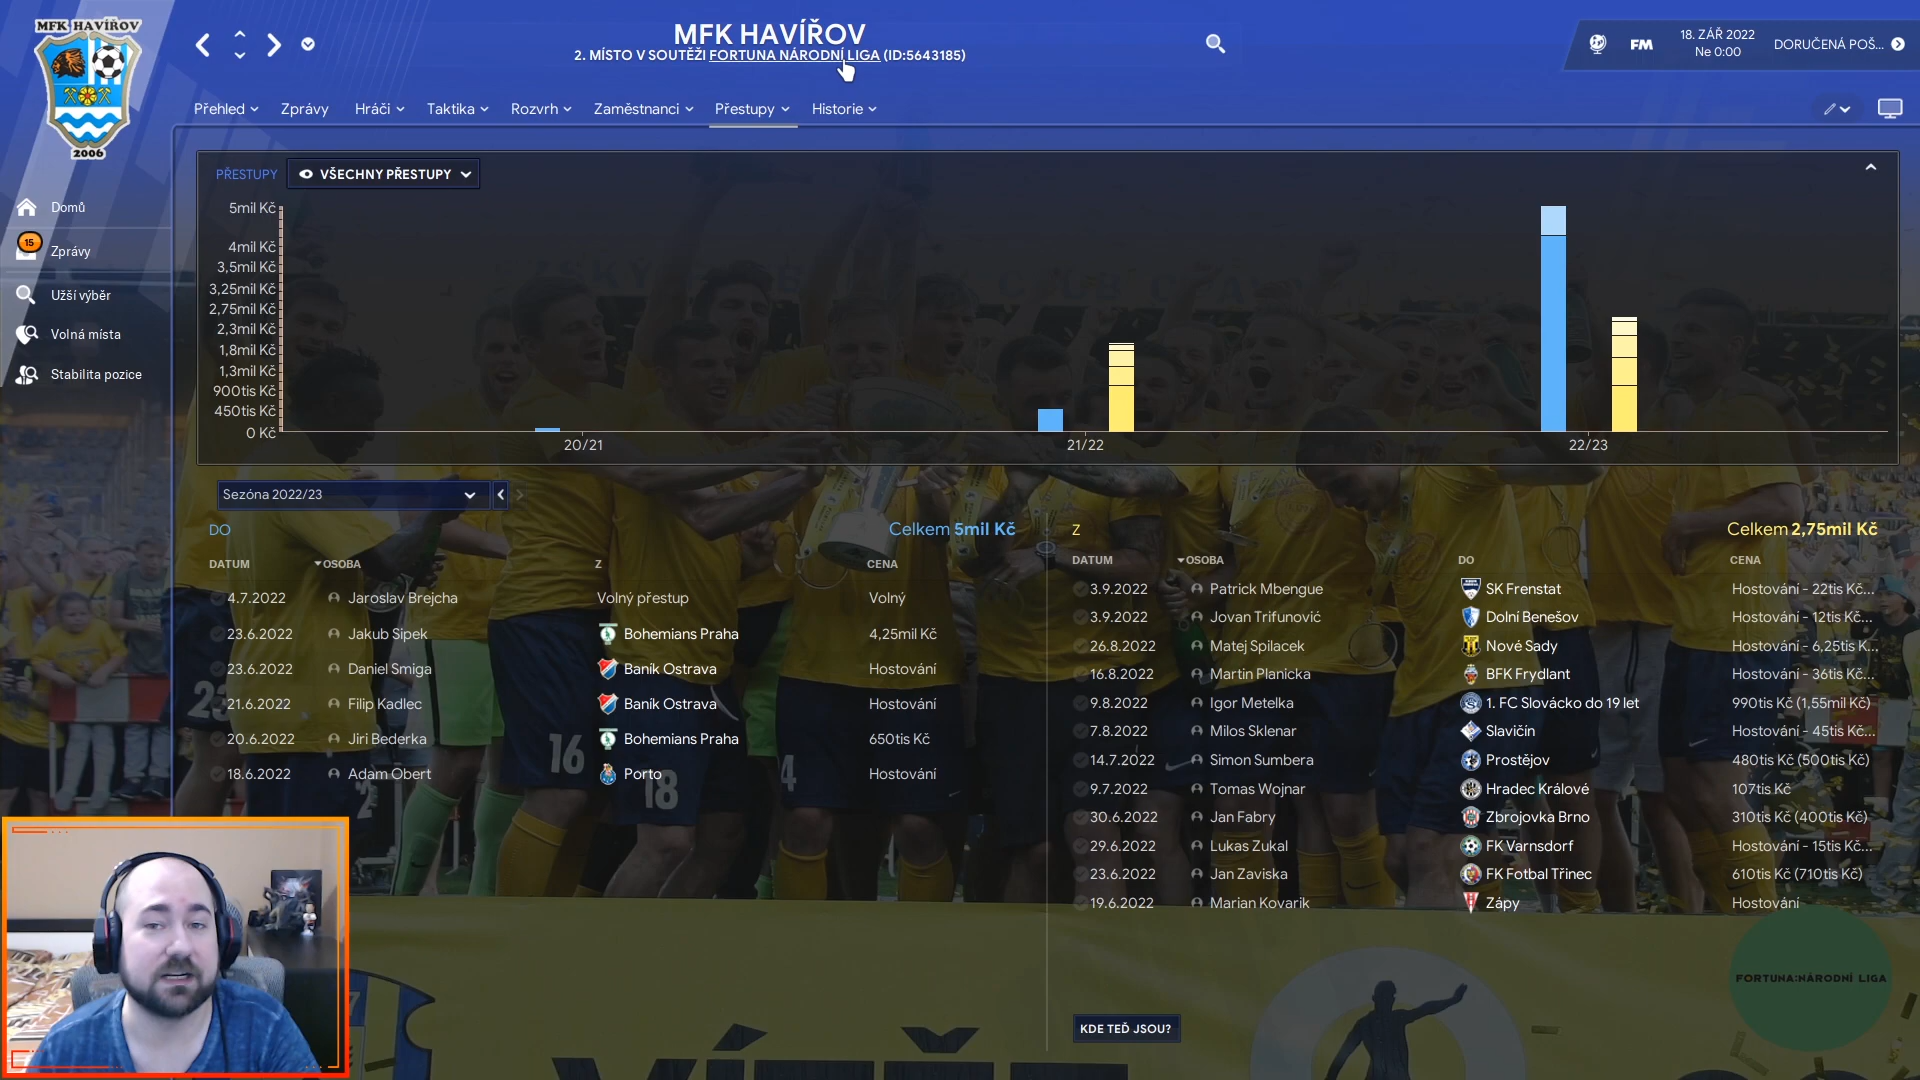 MFK HAVÍŘOV
2006
MFK HAVÍŘOV
2. MÍSTO V SOUTĚŽI FORTUNA NÁRODNÍ LIGA (ID:5643185)
FM
18. ZÁŘ 2022
Ne 0:00
DORUČENÁ POŠ...
Přehled
Zprávy
Hráči
Taktika
Rozvrh
Zaměstnanci
Přestupy
Historie
Domů
15
Zprávy
Užší výběr
Volná místa
Stabilita pozice
PŘESTUPY
VŠECHNY PŘESTUPY
5mil Kč
4mil Kč
3,5mil Kč
3,25mil Kč
2,75mil Kč
2,3mil Kč
1,8mil Kč
1,3mil Kč
900tis Kč
450tis Kč
0 Kč
20/21
21/22
22/23
Sezóna 2022/23
DO
Celkem 5mil Kč
DATUM OSOBA Z CENA
4.7.2022 Jaroslav Brejcha Volný přestup Volný
23.6.2022 Jakub Sipek Bohemians Praha 4,25mil Kč
23.6.2022 Daniel Smiga Baník Ostrava Hostování
21.6.2022 Filip Kadlec Baník Ostrava Hostování
20.6.2022 Jiri Bederka Bohemians Praha 650tis Kč
18.6.2022 Adam Obert Porto Hostování
Z
Celkem 2,75mil Kč
DATUM OSOBA DO CENA
3.9.2022 Patrick Mbengue SK Frenstat Hostování - 22tis Kč...
3.9.2022 Jovan Trifunović Dolní Benešov Hostování - 12tis Kč...
26.8.2022 Matej Spilacek Nové Sady Hostování - 6,25tis K...
16.8.2022 Martin Planicka BFK Frydlant Hostování - 36tis Kč...
9.8.2022 Igor Metelka 1. FC Slovácko do 19 let 990tis Kč (1,55mil Kč)
7.8.2022 Milos Sklenar Slavičín Hostování - 45tis Kč...
14.7.2022 Simon Sumbera Prostějov 480tis Kč (500tis Kč)
9.7.2022 Tomas Wojnar Hradec Králové 107tis Kč
30.6.2022 Jan Fabry Zbrojovka Brno 310tis Kč (400tis Kč)
29.6.2022 Lukas Zukal FK Varnsdorf Hostování - 15tis Kč...
23.6.2022 Jan Zaviska FK Fotbal Třinec 610tis Kč (710tis Kč)
19.6.2022 Marian Kovarik Zápy Hostování
23
16
18
4
2
FORTUNA:NÁRODNÍ LIGA
KDE TEĎ JSOU?